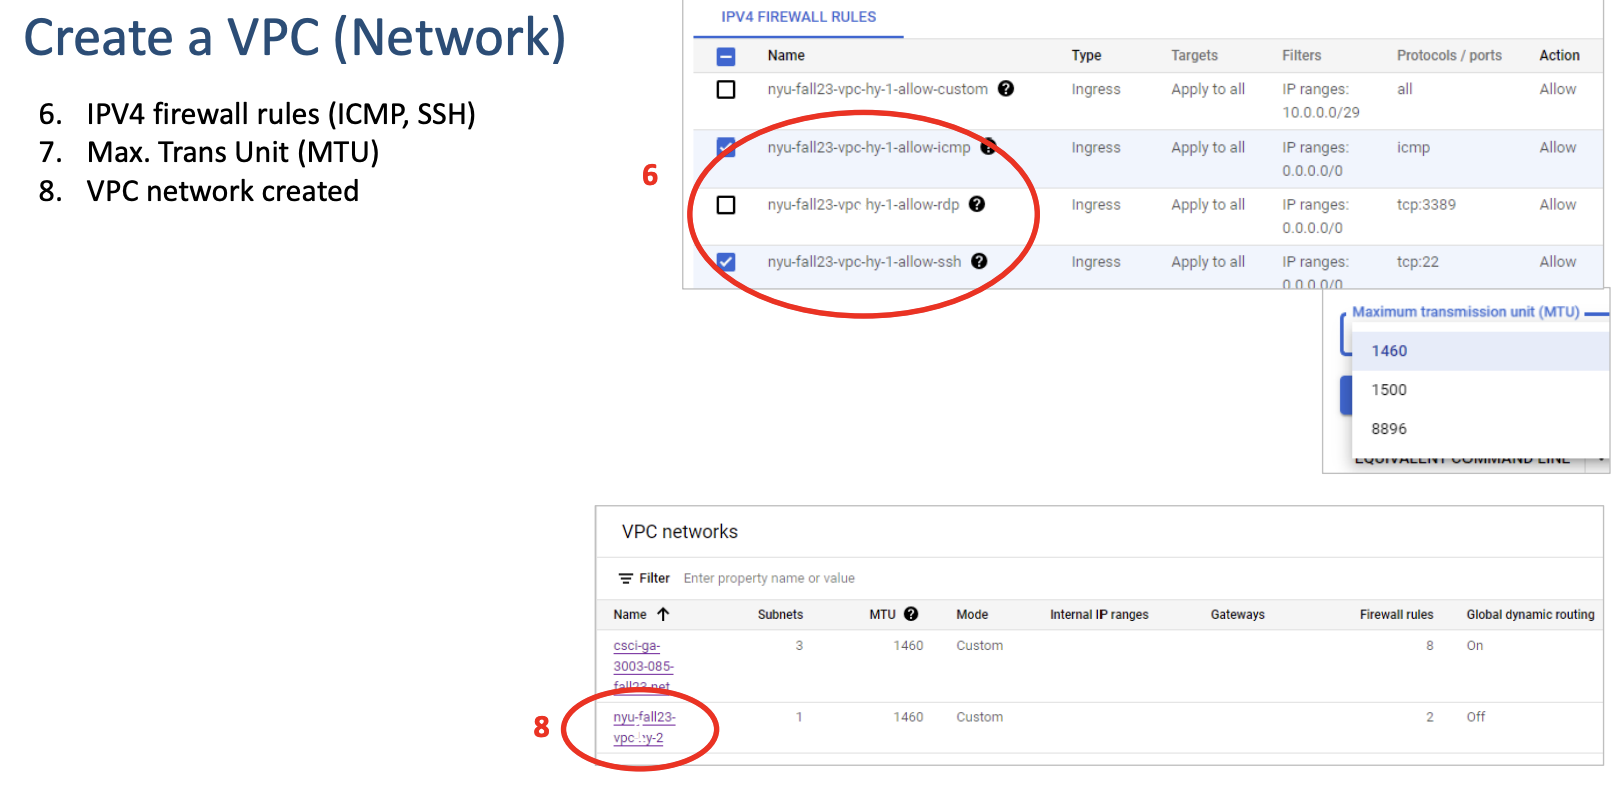 Create a VPC (Network)
6. IPV4 firewall rules (ICMP, SSH)
7. Max. Trans Unit (MTU)
8. VPC network created
IPV4 FIREWALL RULES
Name Type Targets Filters Protocols / ports Action
nyu-fall23-vpc-hy-1-allow-custom Ingress Apply to all IP ranges: all Allow
10.0.0.0/29
nyu-fall23-vpc-hy-1-allow-icmp Ingress Apply to all IP ranges: icmp Allow
0.0.0.0/0
6
nyu-fall23-vpc hy-1-allow-rdp Ingress Apply to all IP ranges: tcp:3389 Allow
0.0.0.0/0
nyu-fall23-vpc-hy-1-allow-ssh Ingress Apply to all IP ranges: tcp:22 Allow
0.0.0.0/0
Maximum transmission unit (MTU)
1460
1500
8896
EQUIVALENT COMMAND LINE
VPC networks
Filter Enter property name or value
Name Subnets MTU Mode Internal IP ranges Gateways Firewall rules Global dynamic routing
csci-ga- 3 1460 Custom 8 On
3003-085-
fall23-net
nyu-fall23- 1 1460 Custom 2 Off
vpc-hy-2
8